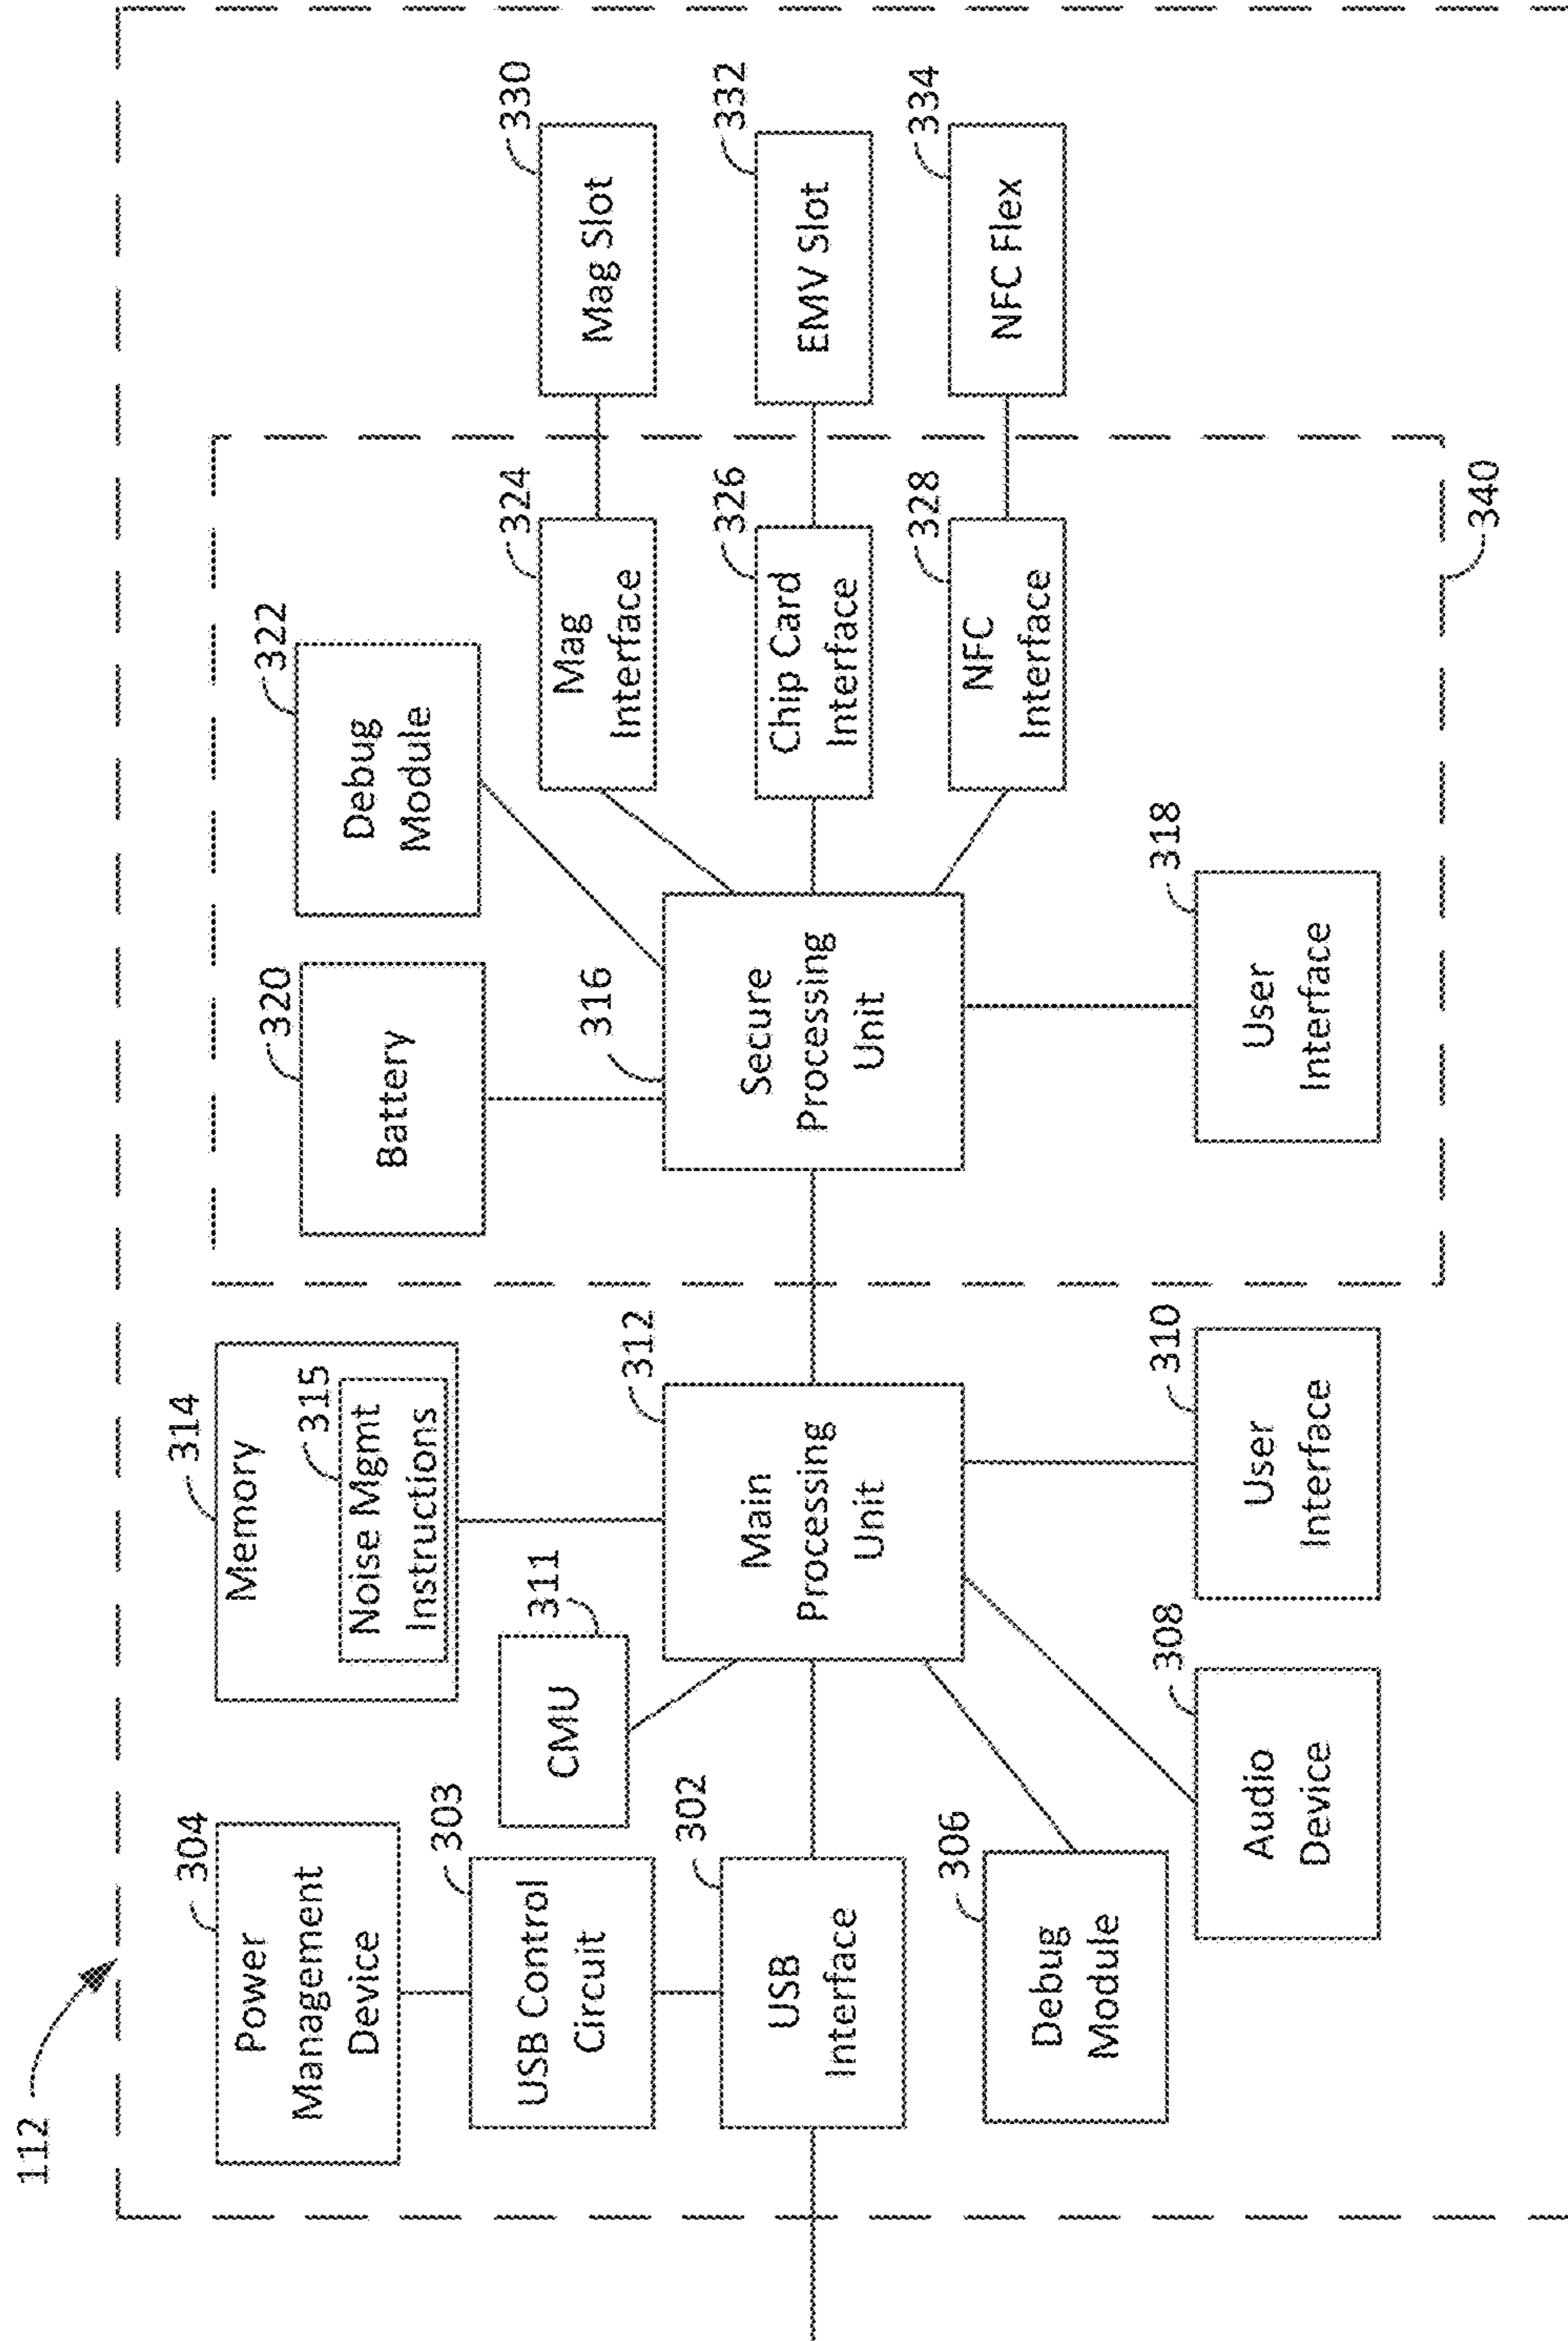 112
304
Power
Management
Device
303
USB Control
Circuit
302
USB
Interface
306
Debug
Module
308
Audio
Device
310
User
Interface
311
CMU
314
Memory
315
Noise Mgmt
Instructions
312
Main
Processing
Unit
320
Battery
322
Debug
Module
316
Secure
Processing
Unit
318
User
Interface
324
Mag
Interface
326
Chip Card
Interface
328
NFC
Interface
340
330
Mag Slot
332
EMV Slot
334
NFC Flex